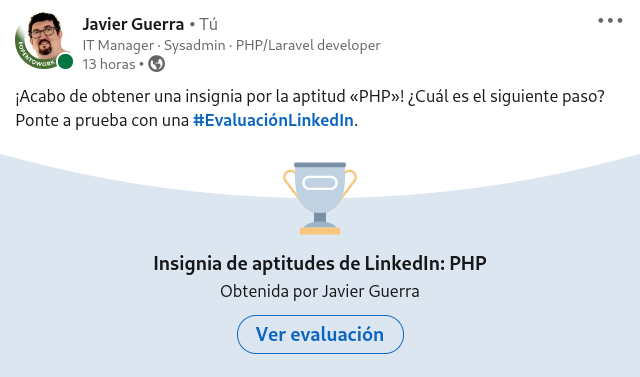 Javier Guerra • Tú
IT Manager · Sysadmin · PHP/Laravel developer
13 horas •
¡Acabo de obtener una insignia por la aptitud «PHP»! ¿Cuál es el siguiente paso?
Ponte a prueba con una #EvaluaciónLinkedIn.
#OPENTOWORK
Insignia de aptitudes de LinkedIn: PHP
Obtenida por Javier Guerra
Ver evaluación